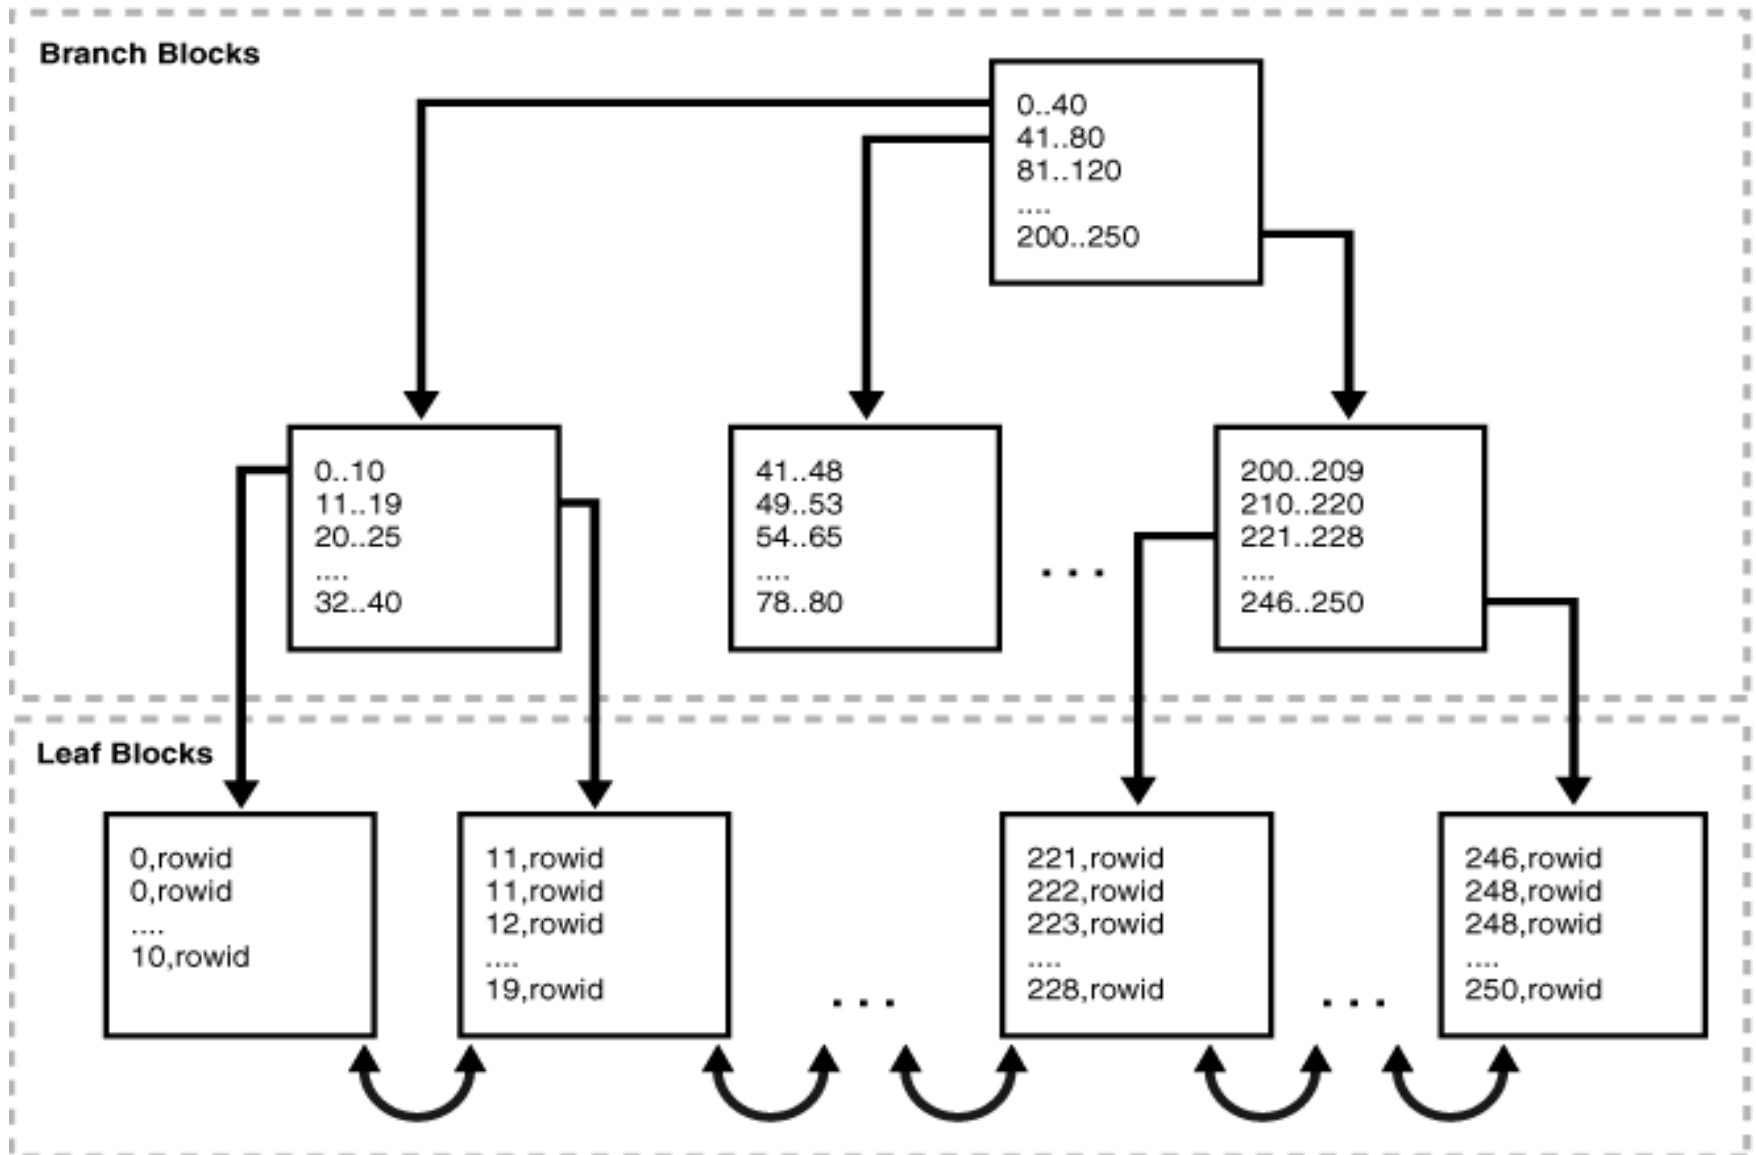 Branch Blocks
0..40
41..80
81..120
....
200..250
0..10
11..19
20..25
....
32..40
41..48
49..53
54..65
....
78..80
...
200..209
210..220
221..228
....
246..250
Leaf Blocks
0,rowid
0,rowid
....
10,rowid
11,rowid
11,rowid
12,rowid
....
19,rowid
...
221,rowid
222,rowid
223,rowid
....
228,rowid
...
246,rowid
248,rowid
248,rowid
....
250,rowid